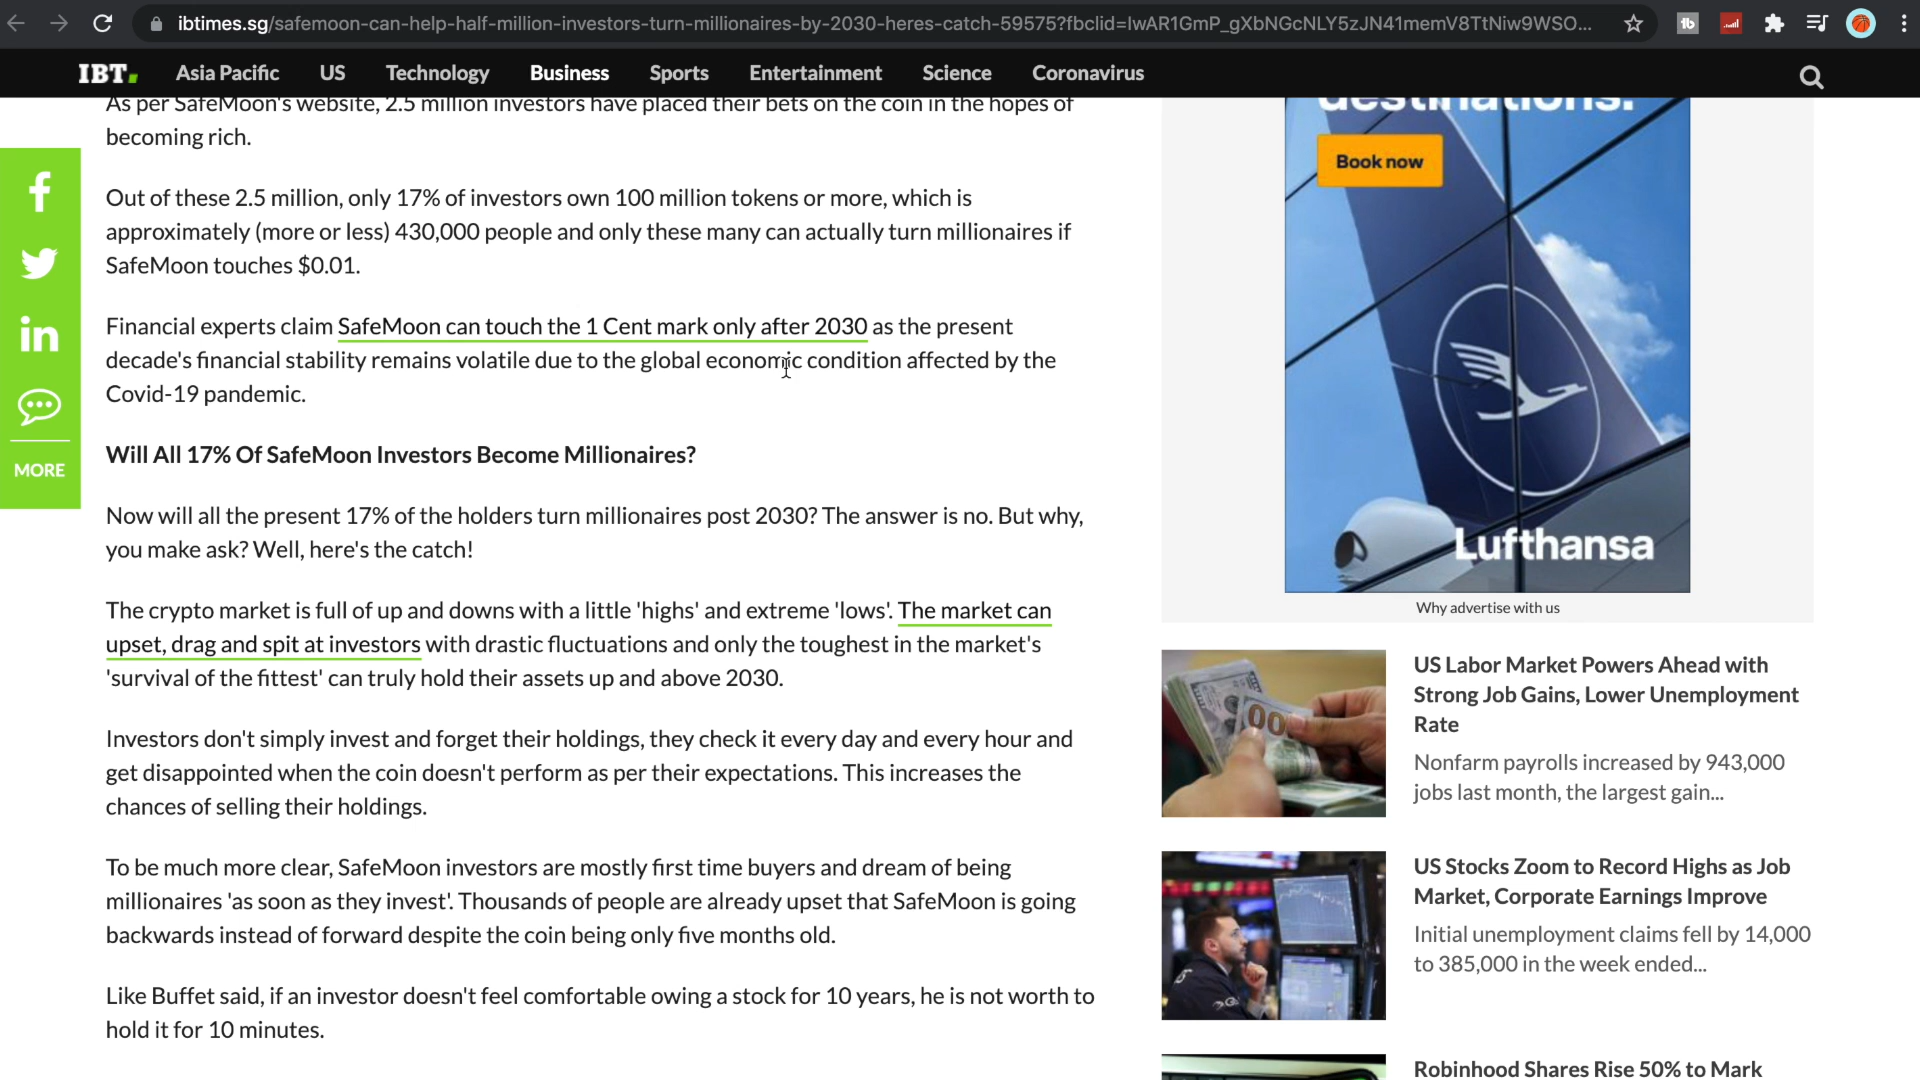 ibtimes.sg/safemoon-can-help-half-million-investors-turn-millionaires-by-2030-heres-catch-59575?fbclid=IwAR1GmP_gXbNGcNLY5zJN41memV8TtNiw9WSO...
IBT.
Asia Pacific
US
Technology
Business
Sports
Entertainment
Science
Coronavirus
As per SafeMoon's website, 2.5 million investors have placed their bets on the coin in the hopes of
becoming rich.
Out of these 2.5 million, only 17% of investors own 100 million tokens or more, which is
approximately (more or less) 430,000 people and only these many can actually turn millionaires if
SafeMoon touches $0.01.
Financial experts claim SafeMoon can touch the 1 Cent mark only after 2030 as the present
decade's financial stability remains volatile due to the global economic condition affected by the
Covid-19 pandemic.
Will All 17% Of SafeMoon Investors Become Millionaires?
Now will all the present 17% of the holders turn millionaires post 2030? The answer is no. But why,
you make ask? Well, here's the catch!
The crypto market is full of up and downs with a little 'highs' and extreme 'lows'. The market can
upset, drag and spit at investors with drastic fluctuations and only the toughest in the market's
'survival of the fittest' can truly hold their assets up and above 2030.
Investors don't simply invest and forget their holdings, they check it every day and every hour and
get disappointed when the coin doesn't perform as per their expectations. This increases the
chances of selling their holdings.
To be much more clear, SafeMoon investors are mostly first time buyers and dream of being
millionaires 'as soon as they invest'. Thousands of people are already upset that SafeMoon is going
backwards instead of forward despite the coin being only five months old.
Like Buffet said, if an investor doesn't feel comfortable owing a stock for 10 years, he is not worth to
hold it for 10 minutes.
MORE
destinations.
Book now
Lufthansa
Why advertise with us
US Labor Market Powers Ahead with
Strong Job Gains, Lower Unemployment
Rate
Nonfarm payrolls increased by 943,000
jobs last month, the largest gain...
US Stocks Zoom to Record Highs as Job
Market, Corporate Earnings Improve
Initial unemployment claims fell by 14,000
to 385,000 in the week ended...
Robinhood Shares Rise 50% to Mark